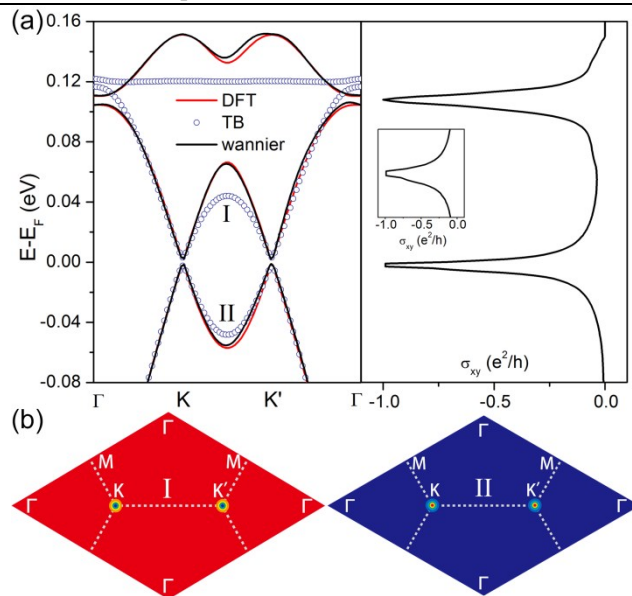 (a)
0.16
0.12
0.08
0.04
0.00
-0.04
-0.08
E-E_F (eV)
DFT
TB
wannier
I
II
Γ K K' Γ
-1.0 -0.5 0.0
σ_xy (e²/h)
σ_xy (e²/h)
-1.0 -0.5 0.0
(b)
Γ Γ
M M M M
I II
K K' K K'
Γ Γ Γ Γ
Γ Γ